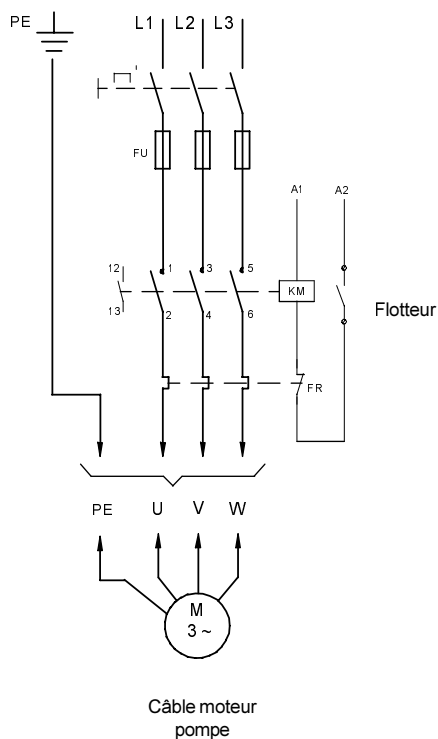 PE
L1 L2 L3
FU
A1 A2
12 1 3 5
KM
13 2 4 6
Flotteur
FR
PE U V W
M
3 ~
Câble moteur
pompe